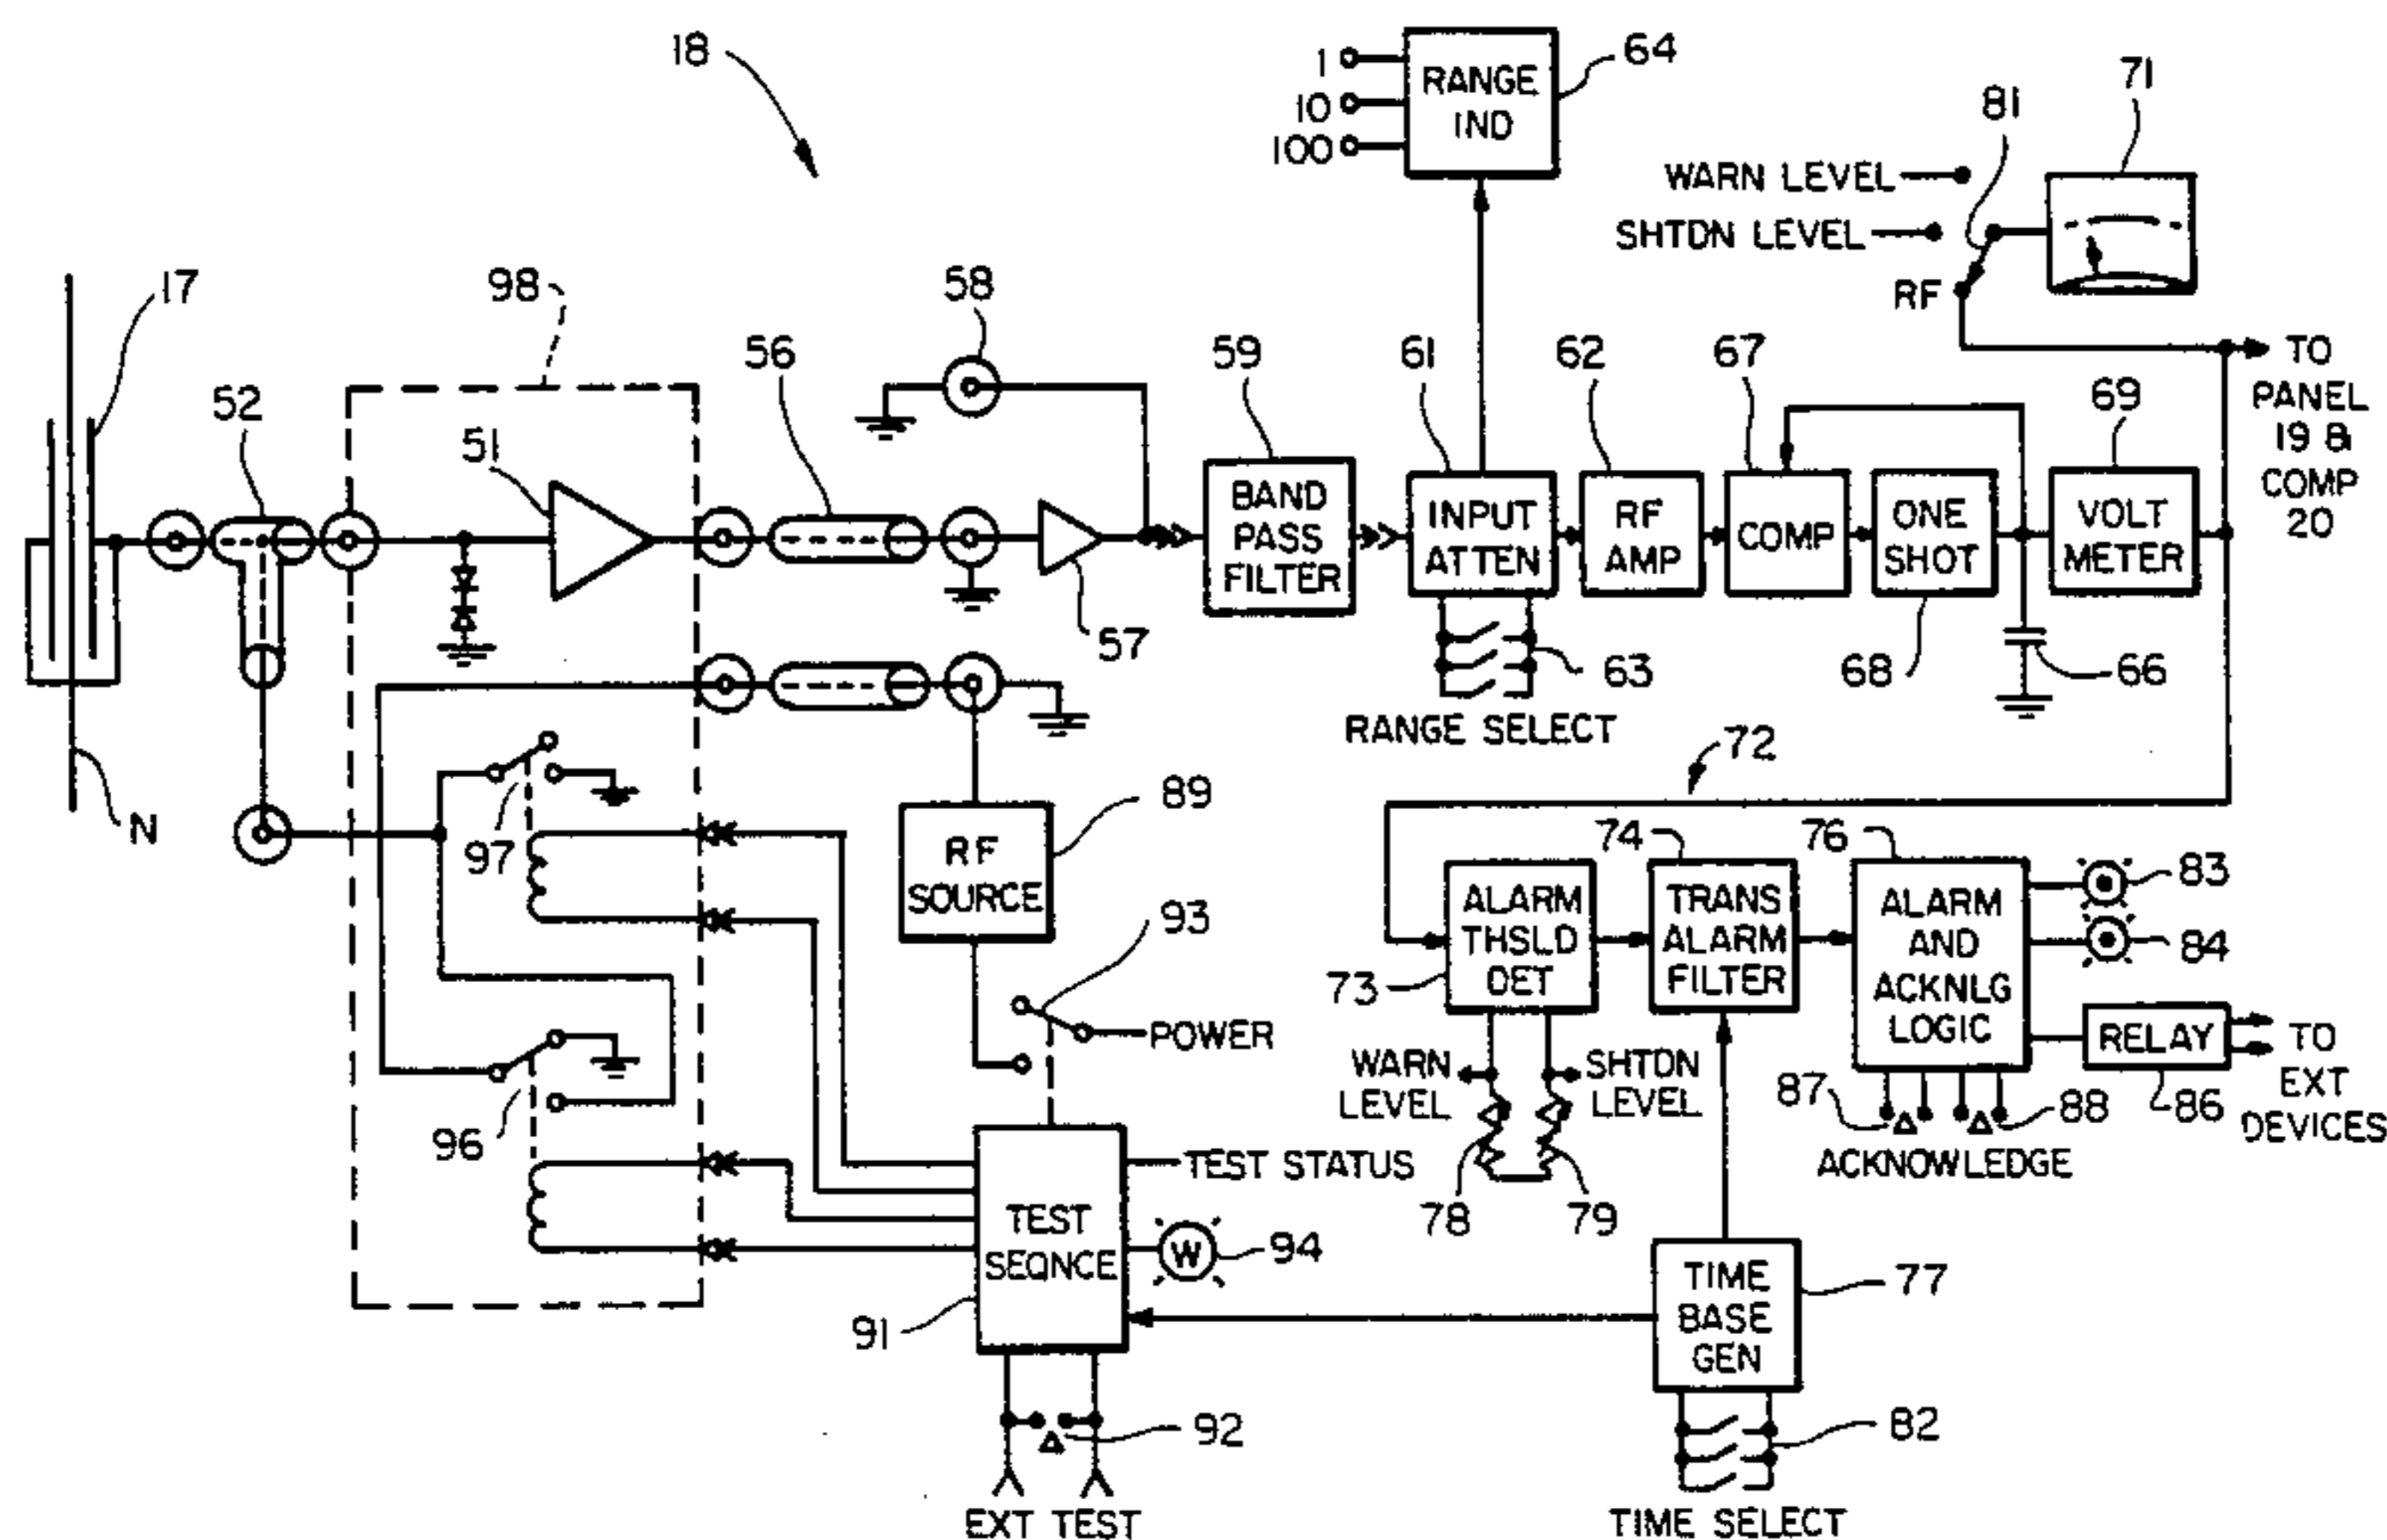 18
1
10
100
RANGE
IND
64
71
81
WARN LEVEL
SHTDN LEVEL
RF
17
98
58
52
51
56
57
59
BAND
PASS
FILTER
61
INPUT
ATTEN
62
RF
AMP
67
COMP
ONE
SHOT
68
69
VOLT
METER
TO
PANEL
19 &
COMP
20
63
RANGE SELECT
66
72
N
97
96
RF
SOURCE
89
93
POWER
73
ALARM
THSLD
DET
74
TRANS
ALARM
FILTER
76
ALARM
AND
ACKNLG
LOGIC
83
84
RELAY
86
TO
EXT
DEVICES
WARN
LEVEL
SHTDN
LEVEL
78
79
87
88
ACKNOWLEDGE
TEST
SEQNCE
91
TEST STATUS
W
94
TIME
BASE
GEN
77
92
EXT TEST
82
TIME SELECT